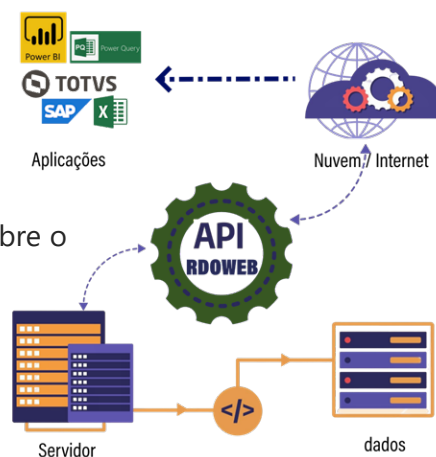 Power BI
PQ
Power Query
TOTVS
SAP
X
Aplicações
Nuvem / Internet
bre o
API
RDOWEB
</>
Servidor
dados